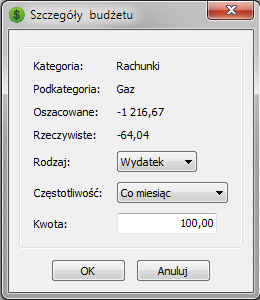 Szczegóły budżetu
Kategoria: Rachunki
Podkategoria: Gaz
Oszacowane: -1 216,67
Rzeczywiste: -64,04
Rodzaj: Wydatek
Częstotliwość: Co miesiąc
Kwota: 100,00
OK Anuluj